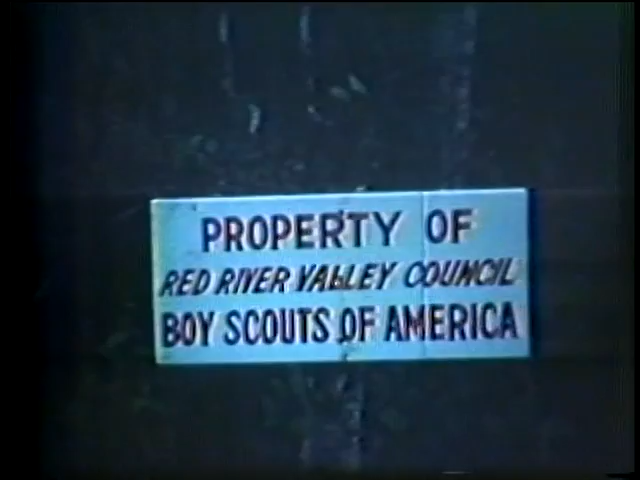 PROPERTY OF
RED RIVER VALLEY COUNCIL
BOY SCOUTS OF AMERICA